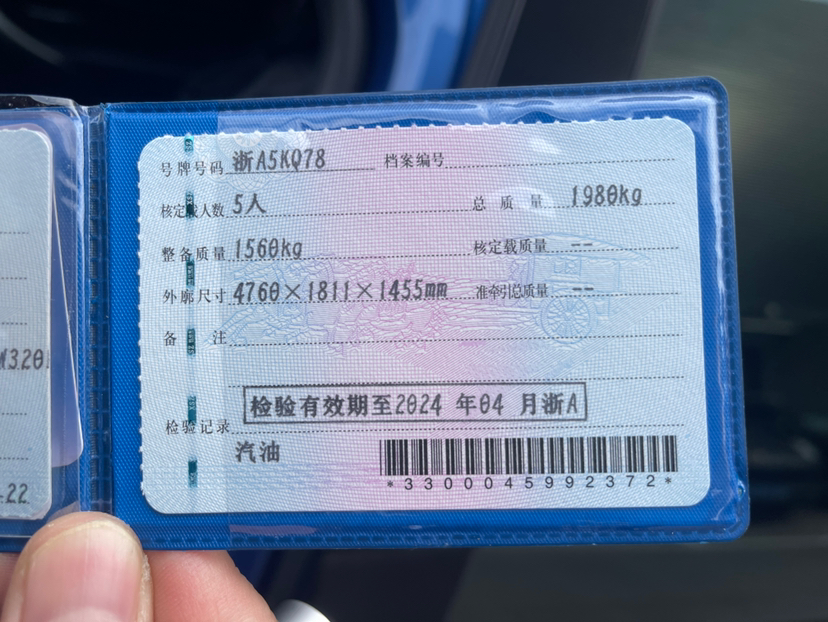 号牌号码 浙A5KQ78 档案编号
核定载人数 5人 总质量 1980kg
整备质量 1560kg 核定载质量 --
外廓尺寸 4760×1811×1455mm 准牵引总质量 --
备注
检验记录 检验有效期至2024年04月浙A
汽油
*3300045992372*
320
.22